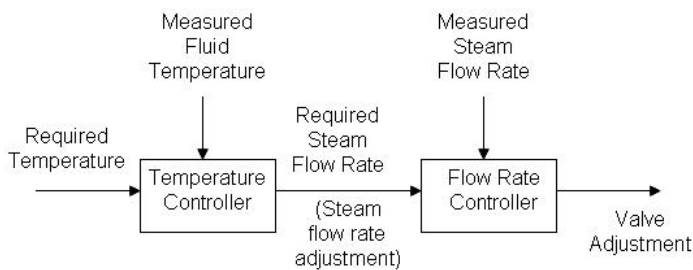 Measured
Fluid
Temperature
Measured
Steam
Flow Rate
Required
Temperature
Required
Steam
Flow Rate
Temperature
Controller
(Steam
flow rate
adjustment)
Flow Rate
Controller
Valve
Adjustment